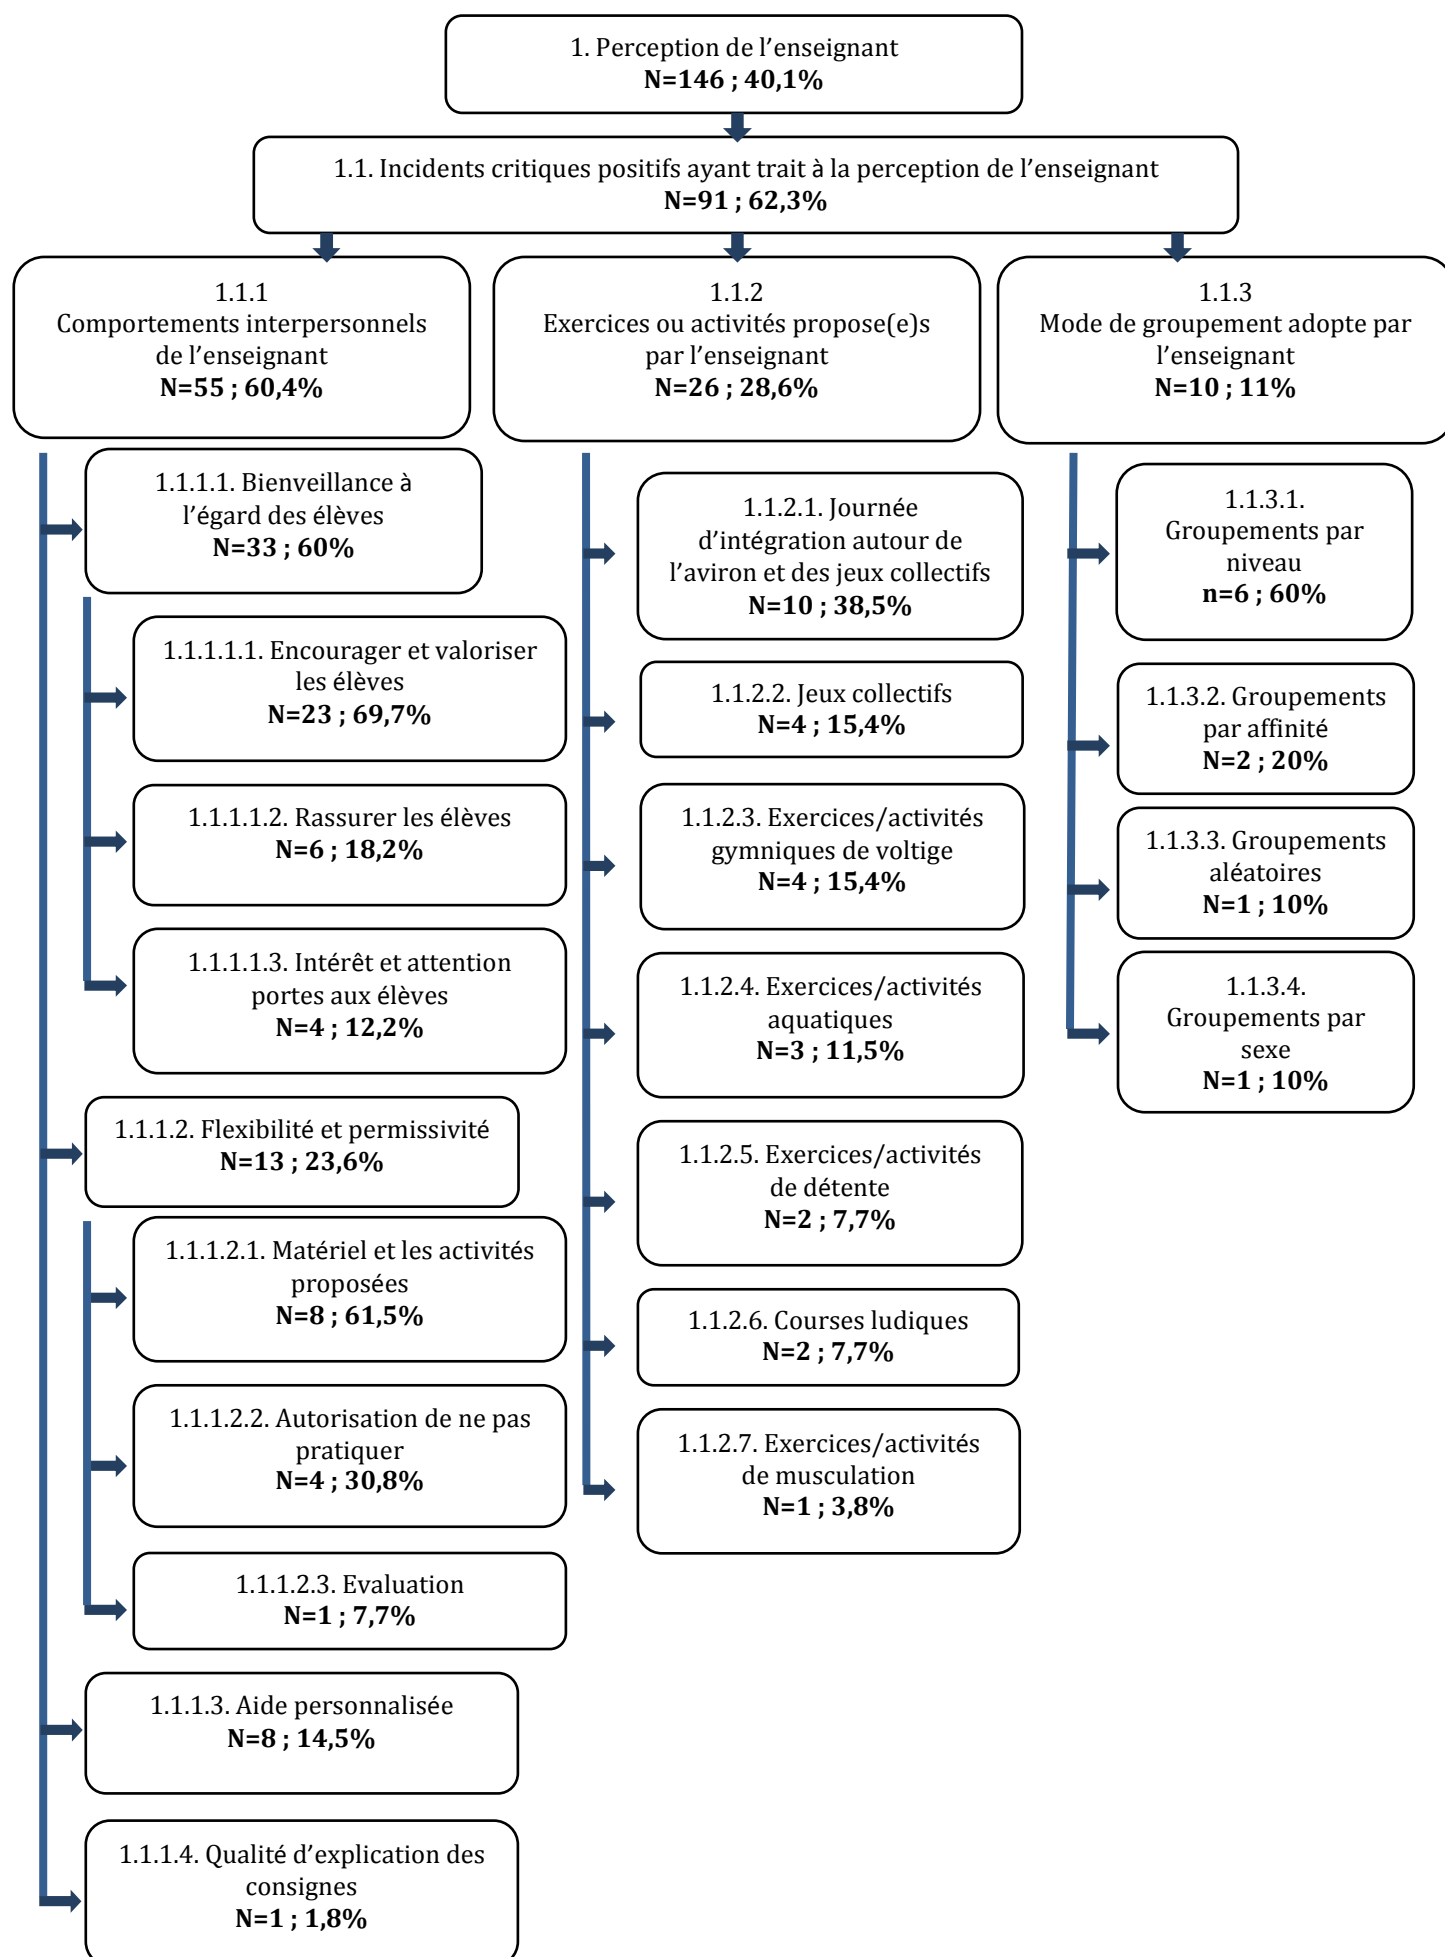 1. Perception de l’enseignant
N=146 ; 40,1%
1.1. Incidents critiques positifs ayant trait à la perception de l’enseignant
N=91 ; 62,3%
1.1.1
Comportements interpersonnels
de l’enseignant
N=55 ; 60,4%
1.1.1.1. Bienveillance à
l’égard des élèves
N=33 ; 60%
1.1.1.1.1. Encourager et valoriser
les élèves
N=23 ; 69,7%
1.1.1.1.2. Rassurer les élèves
N=6 ; 18,2%
1.1.1.1.3. Intérêt et attention
portes aux élèves
N=4 ; 12,2%
1.1.1.2. Flexibilité et permissivité
N=13 ; 23,6%
1.1.1.2.1. Matériel et les activités
proposées
N=8 ; 61,5%
1.1.1.2.2. Autorisation de ne pas
pratiquer
N=4 ; 30,8%
1.1.1.2.3. Evaluation
N=1 ; 7,7%
1.1.1.3. Aide personnalisée
N=8 ; 14,5%
1.1.1.4. Qualité d’explication des
consignes
N=1 ; 1,8%
1.1.2
Exercices ou activités propose(e)s
par l’enseignant
N=26 ; 28,6%
1.1.2.1. Journée
d’intégration autour de
l’aviron et des jeux collectifs
N=10 ; 38,5%
1.1.2.2. Jeux collectifs
N=4 ; 15,4%
1.1.2.3. Exercices/activités
gymniques de voltige
N=4 ; 15,4%
1.1.2.4. Exercices/activités
aquatiques
N=3 ; 11,5%
1.1.2.5. Exercices/activités
de détente
N=2 ; 7,7%
1.1.2.6. Courses ludiques
N=2 ; 7,7%
1.1.2.7. Exercices/activités
de musculation
N=1 ; 3,8%
1.1.3
Mode de groupement adopte par
l’enseignant
N=10 ; 11%
1.1.3.1.
Groupements par
niveau
n=6 ; 60%
1.1.3.2. Groupements
par affinité
N=2 ; 20%
1.1.3.3. Groupements
aléatoires
N=1 ; 10%
1.1.3.4.
Groupements par
sexe
N=1 ; 10%